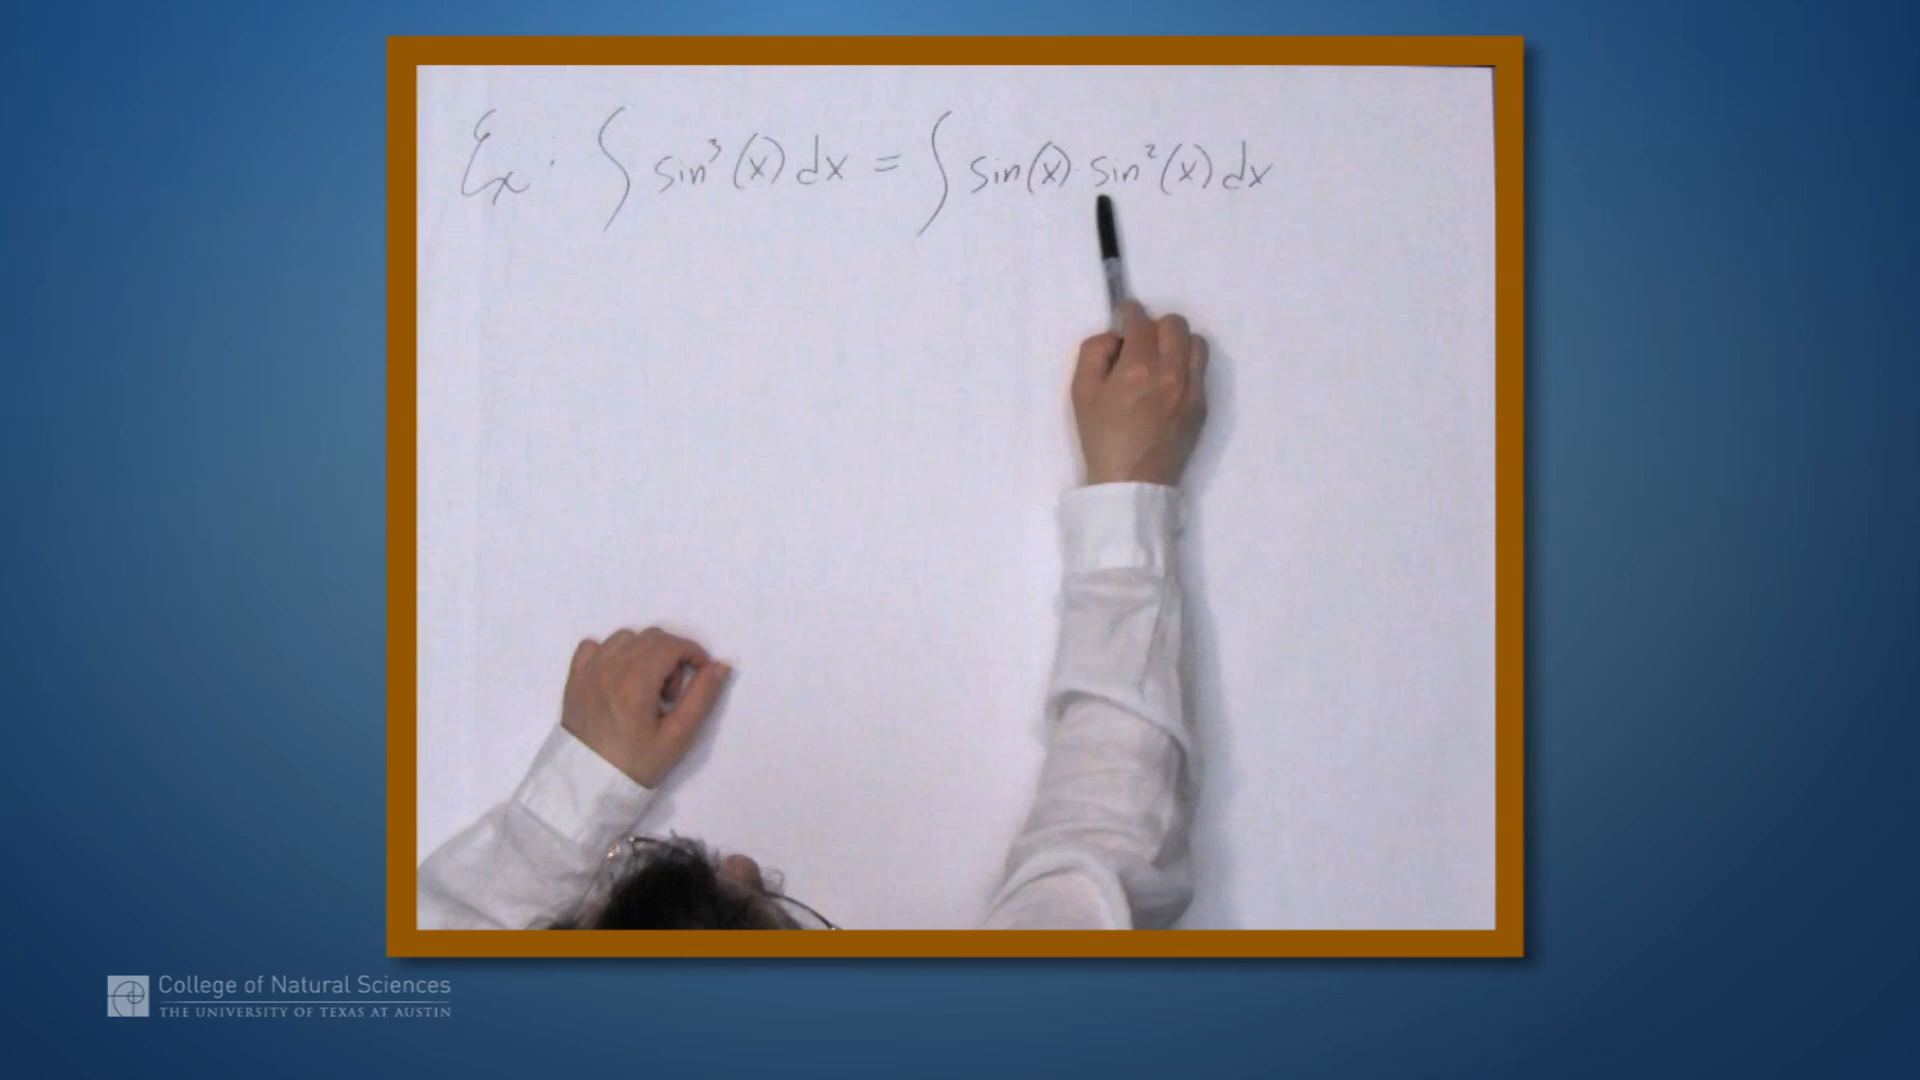 Ex: ∫ sin³(x) dx = ∫ sin(x)·sin²(x) dx
College of Natural Sciences
THE UNIVERSITY OF TEXAS AT AUSTIN